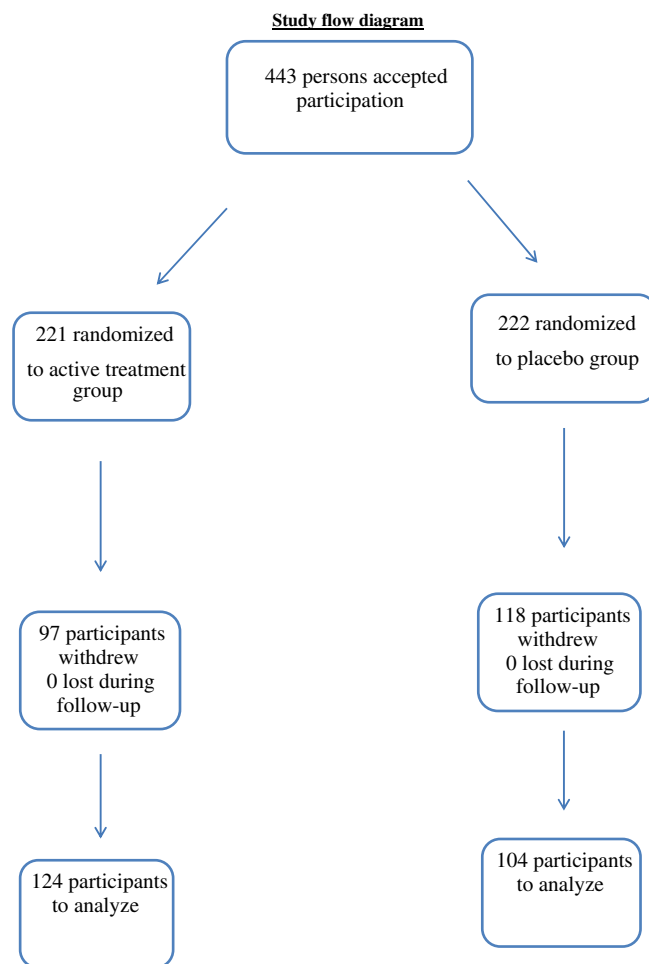 Study flow diagram
443 persons accepted
participation
221 randomized
to active treatment
group
222 randomized
to placebo group
97 participants
withdrew
0 lost during
follow-up
118 participants
withdrew
0 lost during
follow-up
124 participants
to analyze
104 participants
to analyze